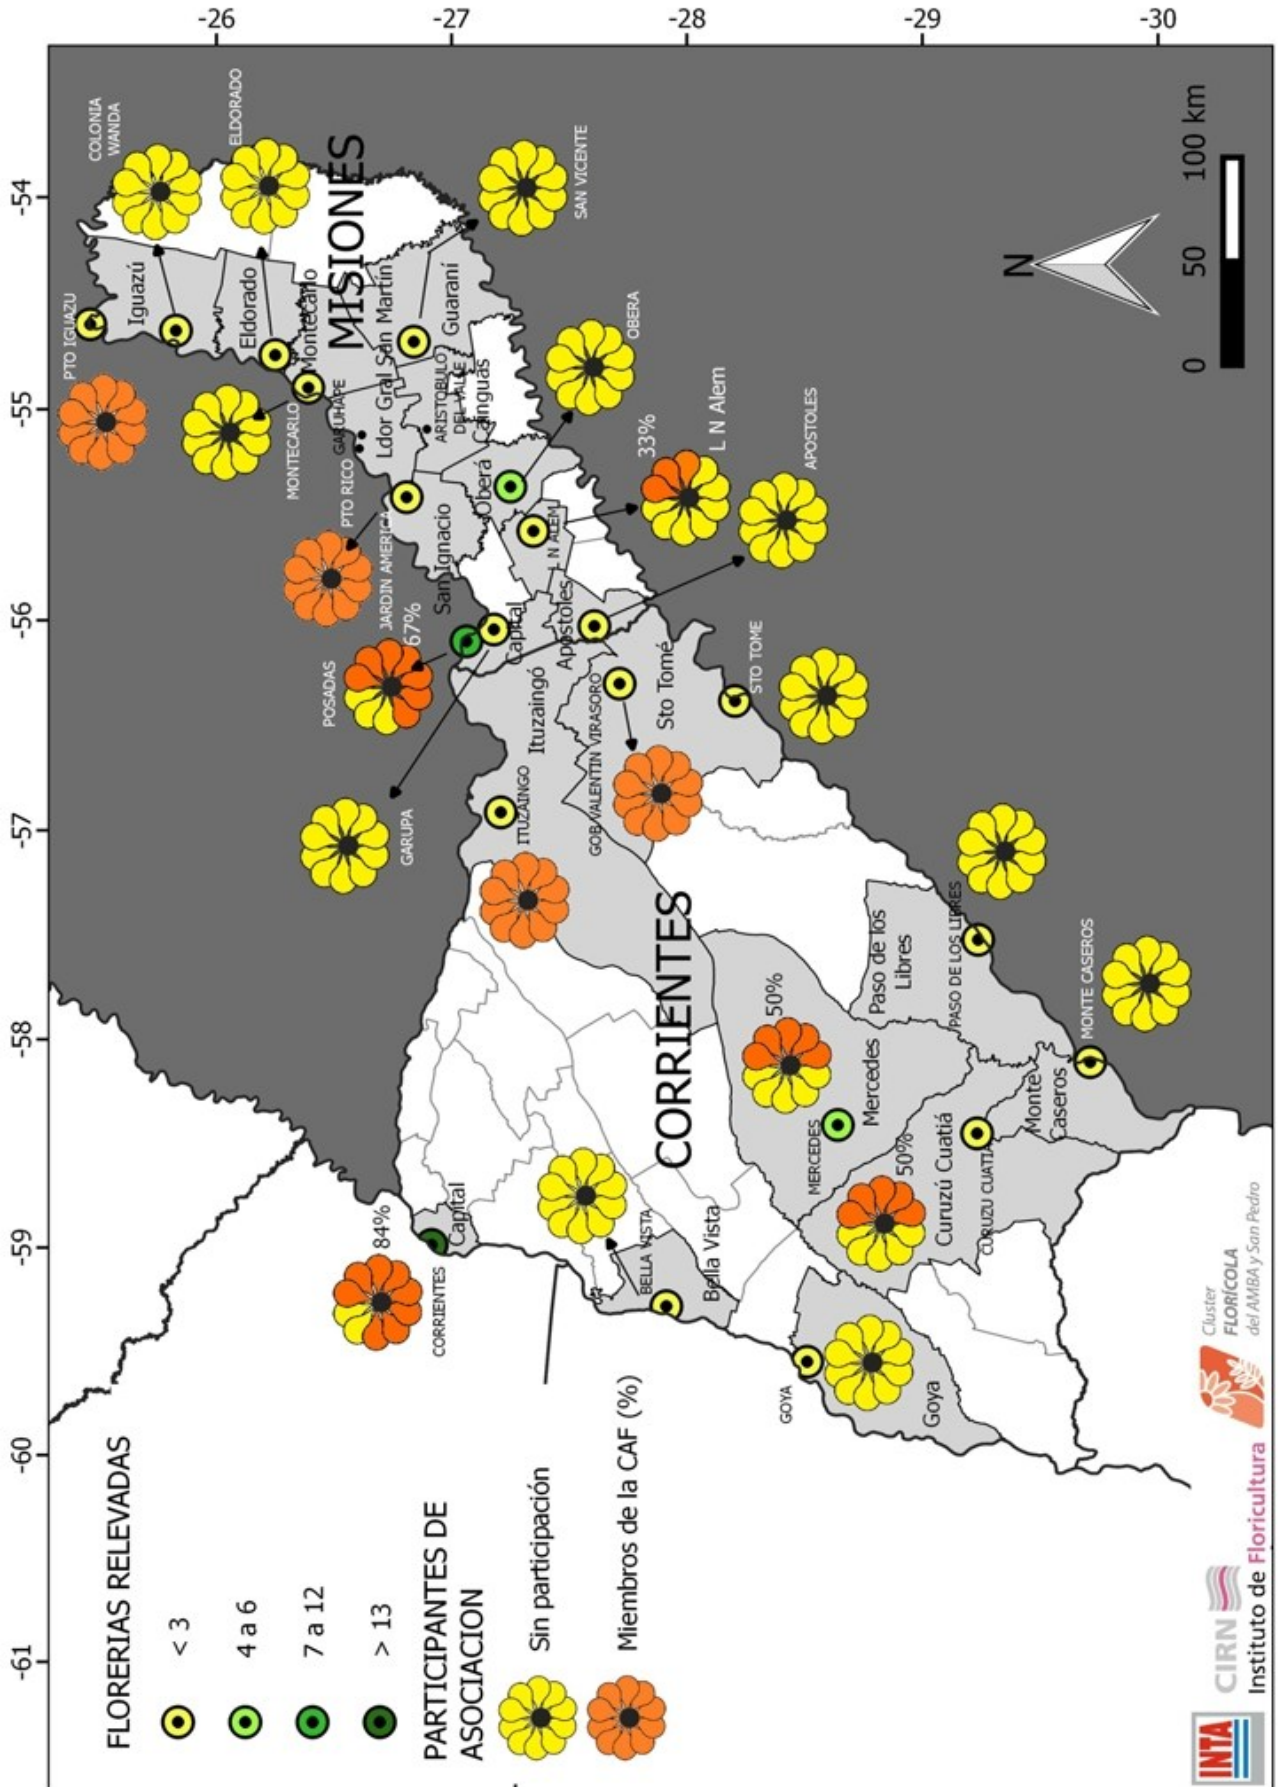 -61
-60
-59
-58
-57
-56
-55
-54
-26
-27
-28
-29
-30
FLORERIAS RELEVADAS
< 3
4 a 6
7 a 12
> 13
PARTICIPANTES DE
ASOCIACION
Sin participación
Miembros de la CAF (%)
MISIONES
CORRIENTES
PTO IGUAZU
COLONIA
WANDA
ELDORADO
Iguazú
Eldorado
Montecarlo
MONTECARLO
GARUHAPE
PTO RICO
Ldor Gral San Martín
ARISTOBULO
DEL VALLE
Cainguas
Guaraní
SAN VICENTE
JARDIN AMERICA
San Ignacio
Oberá
OBERA
L N ALEM
33%
L N Alem
APOSTOLES
Apostoles
Capital
67%
POSADAS
GARUPA
Ituzaingó
ITUZAINGO
GOB VALENTIN VIRASORO
Sto Tomé
STO TOME
84%
CORRIENTES
Capital
BELLA VISTA
Bella Vista
GOYA
Goya
50%
MERCEDES
Mercedes
50%
Curuzú Cuatiá
CURUZU CUATIA
Paso de los
Libres
PASO DE LOS LIBRES
Monte
Caseros
MONTE CASEROS
N
0 50 100 km
INTA
CIRN
Instituto de Floricultura
Cluster
FLORÍCOLA
del AMBA y San Pedro